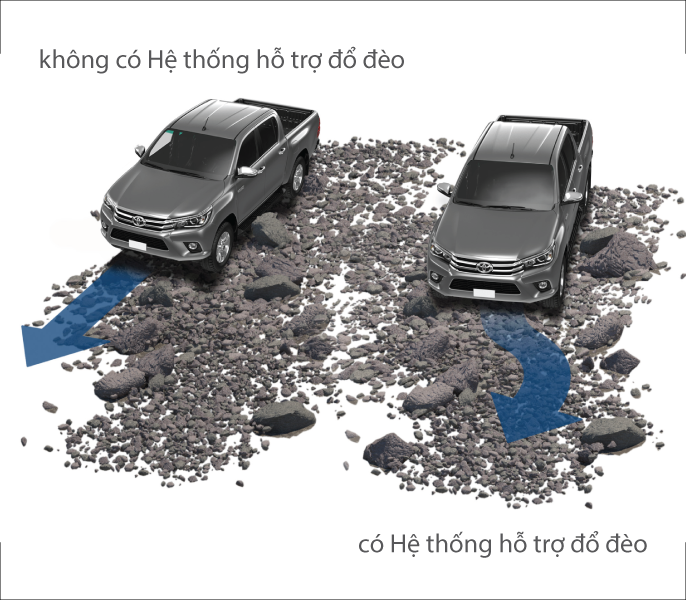 không có Hệ thống hỗ trợ đổ đèo
có Hệ thống hỗ trợ đổ đèo